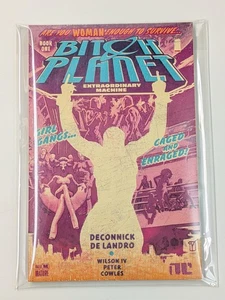 ARE YOU WOMAN ENOUGH TO SURVIVE...
BOOK ONE
BITCH PLANET
EXTRAORDINARY MACHINE
GIRL GANGS...
CAGED AND ENRAGED!
DECONNICK
DE LANDRO
WILSON IV
PETER
COWLES